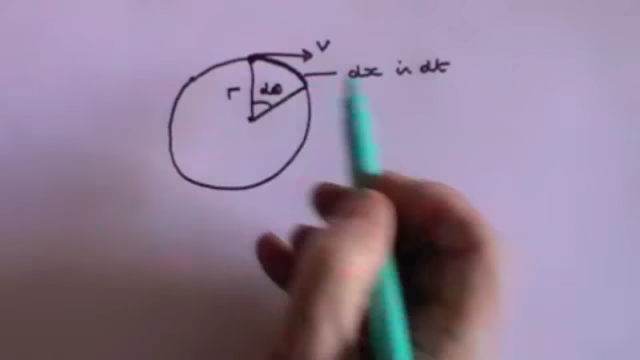 v
dx in dt
r dθ